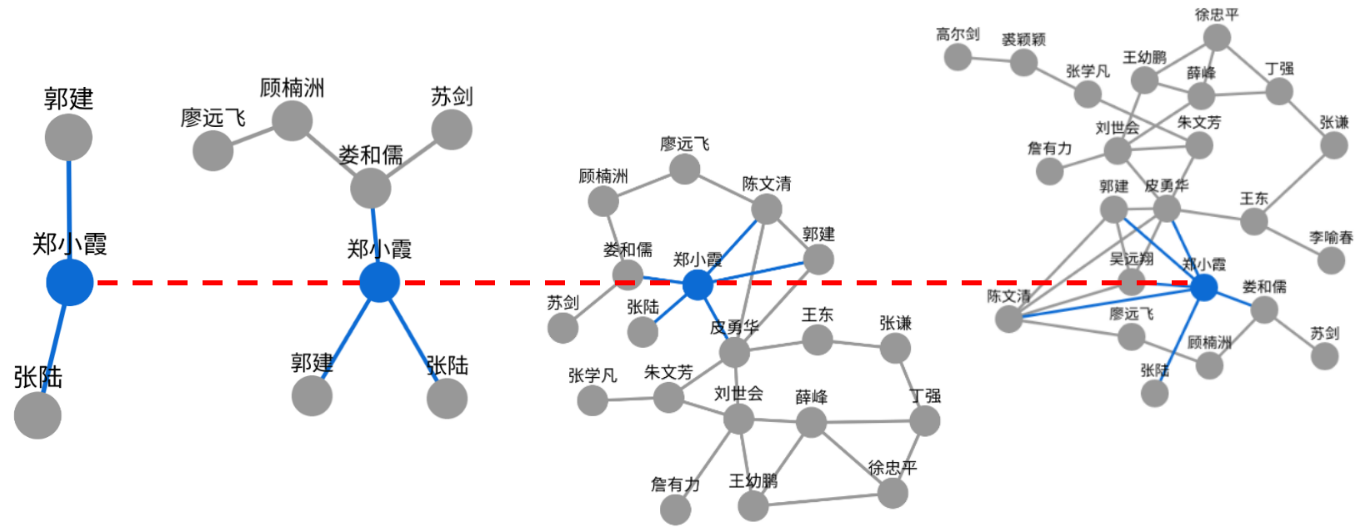 郭建
郑小霞
张陆
廖远飞
顾楠洲
苏剑
娄和儒
郑小霞
郭建
张陆
廖远飞
顾楠洲
陈文清
郭建
娄和儒
郑小霞
苏剑
张陆
皮勇华
王东
张谦
张学凡
朱文芳
刘世会
薛峰
丁强
詹有力
王幼鹏
徐忠平
徐忠平
高尔剑
裘颖颖
张学凡
王幼鹏
薛峰
丁强
刘世会
朱文芳
张谦
詹有力
郭建
皮勇华
王东
李喻春
吴远翔
郑小霞
陈文清
娄和儒
廖远飞
顾楠洲
苏剑
张陆